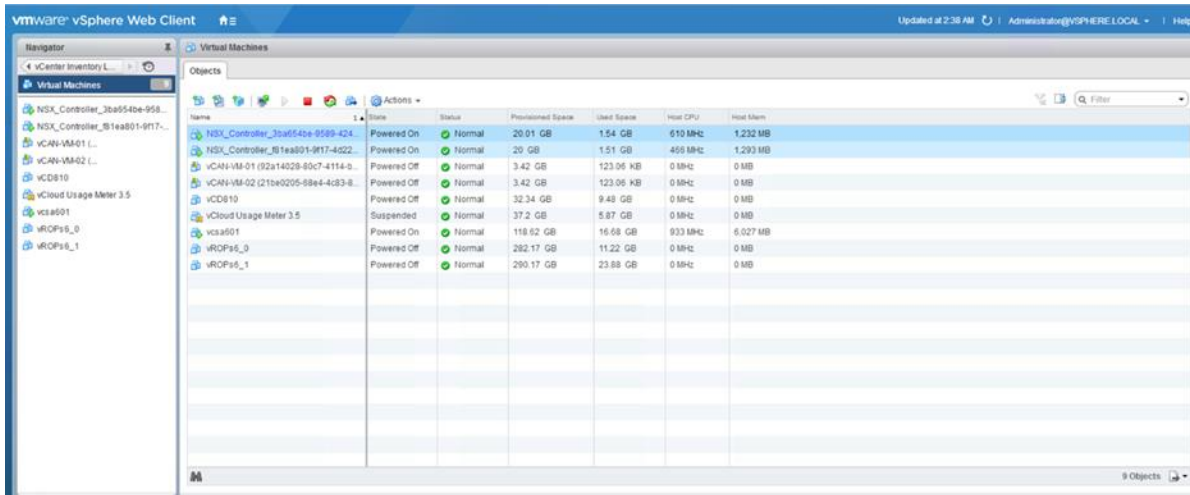 vmware® vSphere Web Client
Updated at 2:38 AM | Administrator@VSPHERE.LOCAL | Help
Navigator
vCenter Inventory L...
Virtual Machines
NSX_Controller_3ba654be-958...
NSX_Controller_f81ea801-9f17-...
vCAN-VM-01 (...
vCAN-VM-02 (...
vCD810
vCloud Usage Meter 3.5
vcsa601
vROPs6_0
vROPs6_1
Virtual Machines
Objects
Actions
Filter
Name 1 State Status Provisioned Space Used Space Host CPU Host Mem
NSX_Controller_3ba654be-9589-424... Powered On Normal 20.01 GB 1.54 GB 610 MHz 1,232 MB
NSX_Controller_f81ea801-9f17-4d22... Powered On Normal 20 GB 1.51 GB 466 MHz 1,293 MB
vCAN-VM-01 (92a14028-80c7-4114-b... Powered Off Normal 3.42 GB 123.06 KB 0 MHz 0 MB
vCAN-VM-02 (21be0205-68e4-4c83-8... Powered Off Normal 3.42 GB 123.06 KB 0 MHz 0 MB
vCD810 Powered Off Normal 32.34 GB 9.48 GB 0 MHz 0 MB
vCloud Usage Meter 3.5 Suspended Normal 37.2 GB 5.87 GB 0 MHz 0 MB
vcsa601 Powered On Normal 118.62 GB 16.68 GB 933 MHz 6,027 MB
vROPs6_0 Powered Off Normal 282.17 GB 11.22 GB 0 MHz 0 MB
vROPs6_1 Powered Off Normal 290.17 GB 23.88 GB 0 MHz 0 MB
9 Objects